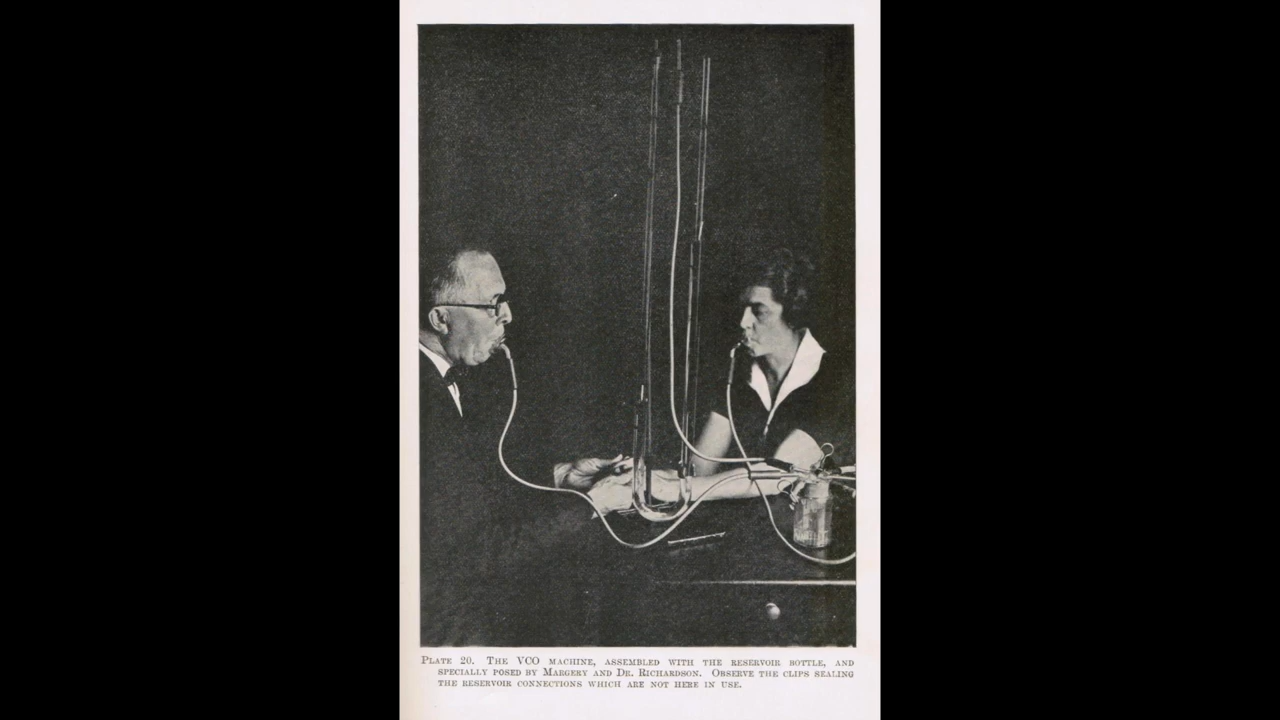 PLATE 20. THE VCO MACHINE, ASSEMBLED WITH THE RESERVOIR BOTTLE, AND
SPECIALLY POSED BY MARGERY AND DR. RICHARDSON. OBSERVE THE CLIPS SEALING
THE RESERVOIR CONNECTIONS WHICH ARE NOT HERE IN USE.